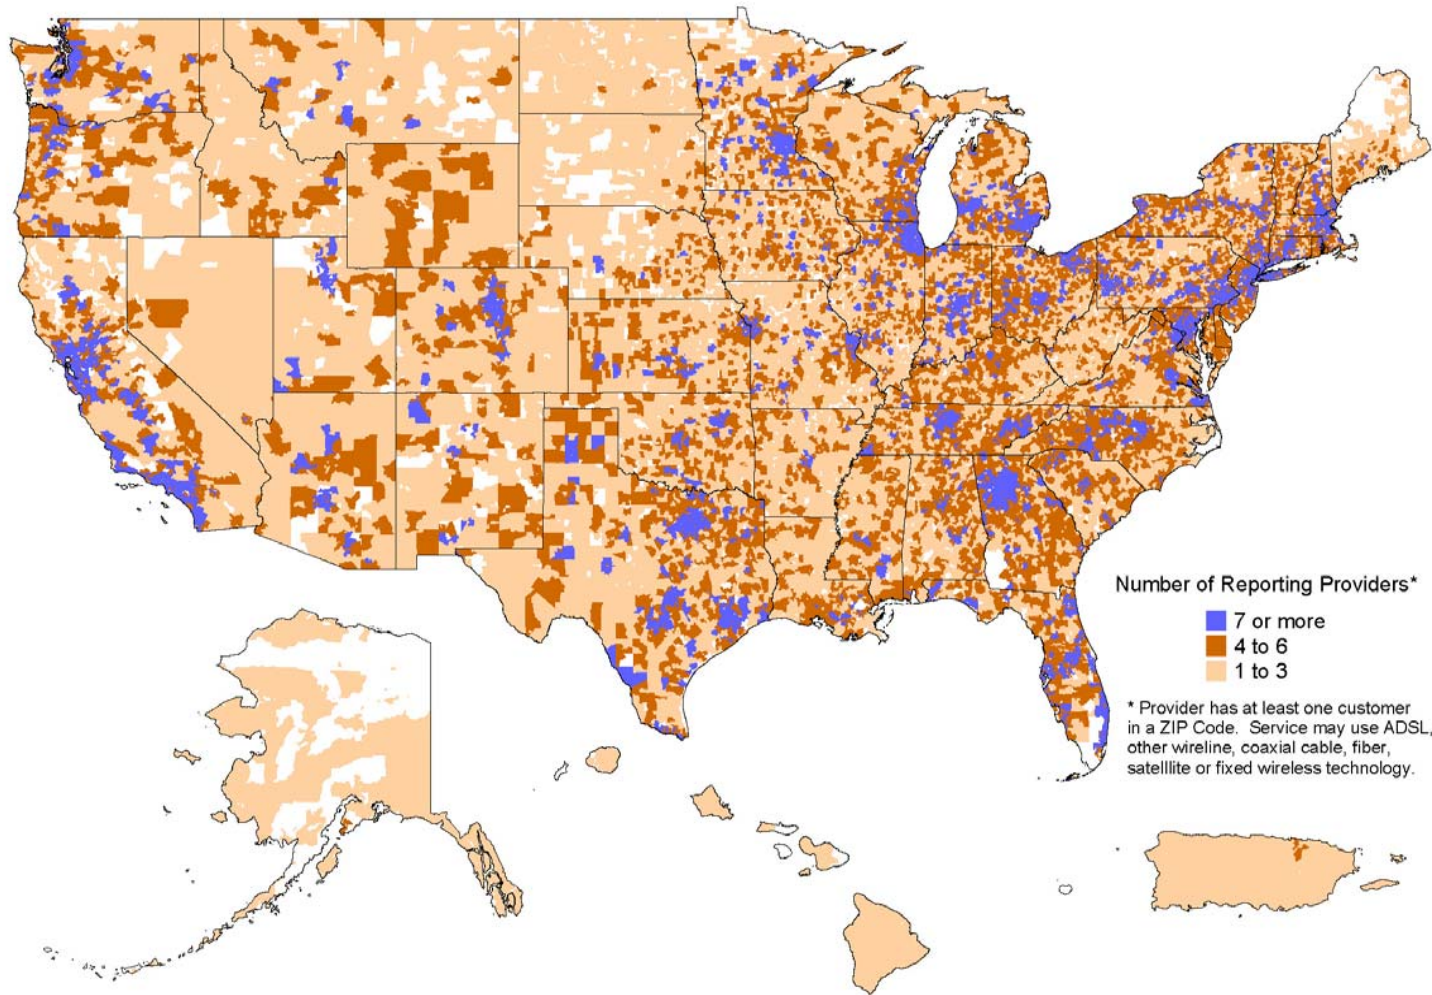 Number of Reporting Providers*
7 or more
4 to 6
1 to 3
* Provider has at least one customer
in a ZIP Code. Service may use ADSL,
other wireline, coaxial cable, fiber,
satelllite or fixed wireless technology.